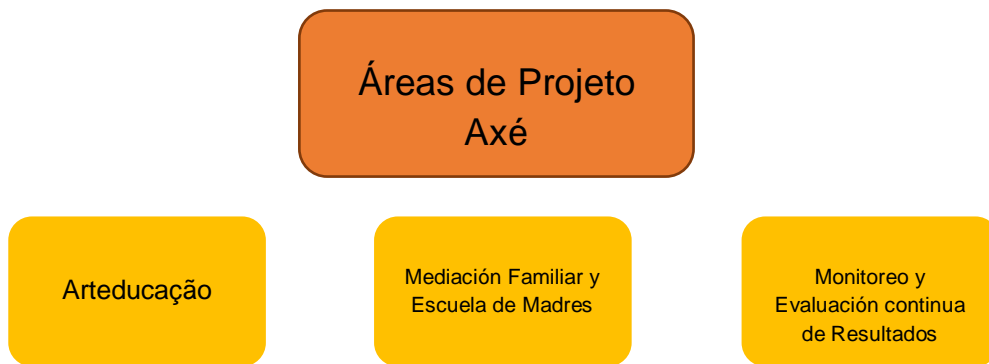 Áreas de Projeto
Axé
Arteducação
Mediación Familiar y
Escuela de Madres
Monitoreo y
Evaluación continua
de Resultados